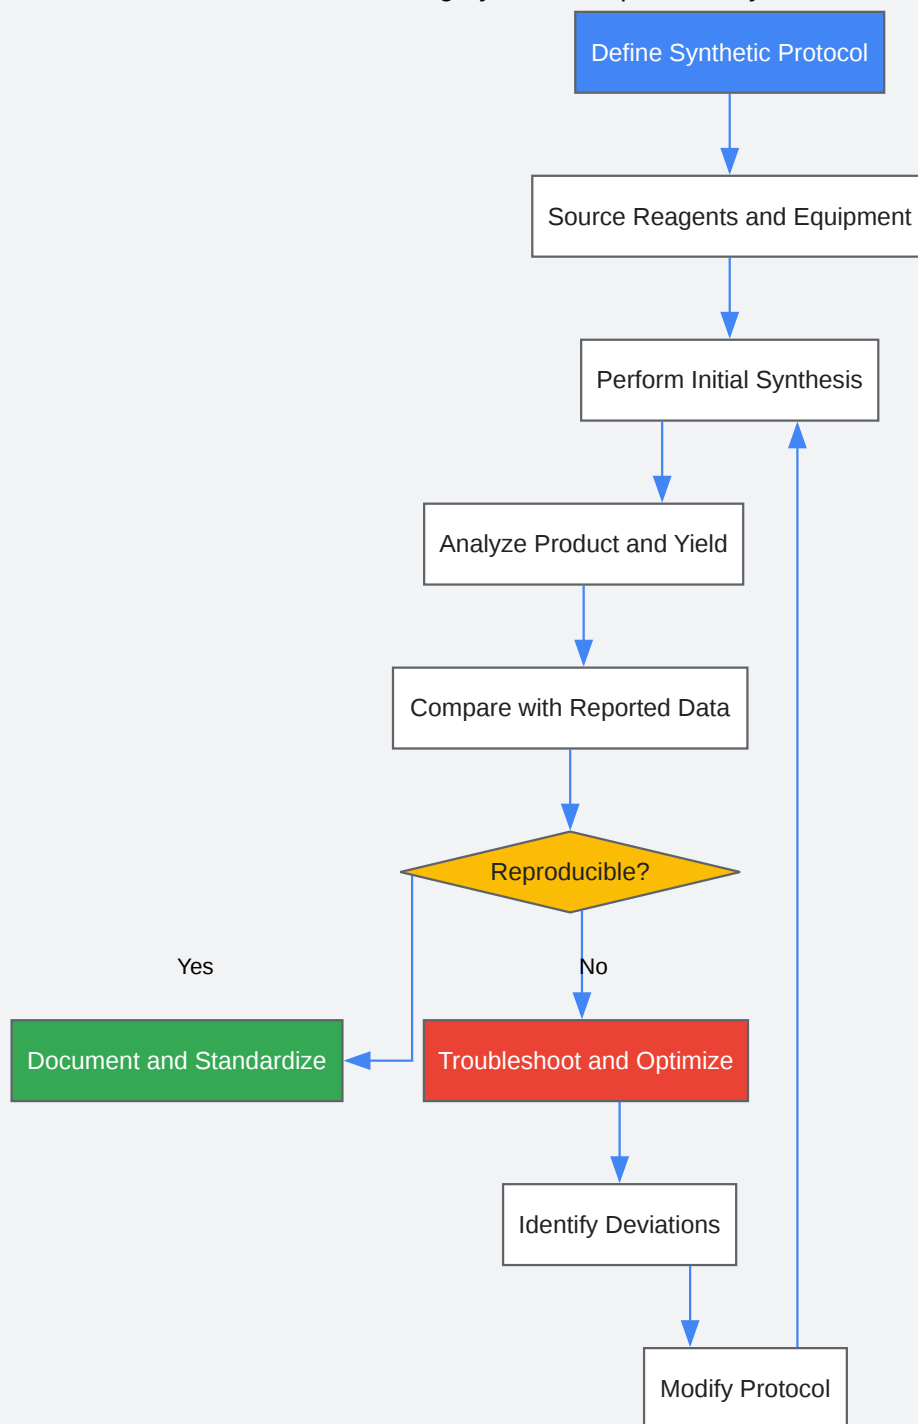 Define Synthetic Protocol
Source Reagents and Equipment
Perform Initial Synthesis
Analyze Product and Yield
Compare with Reported Data
Reproducible?
Yes
No
Document and Standardize
Troubleshoot and Optimize
Identify Deviations
Modify Protocol